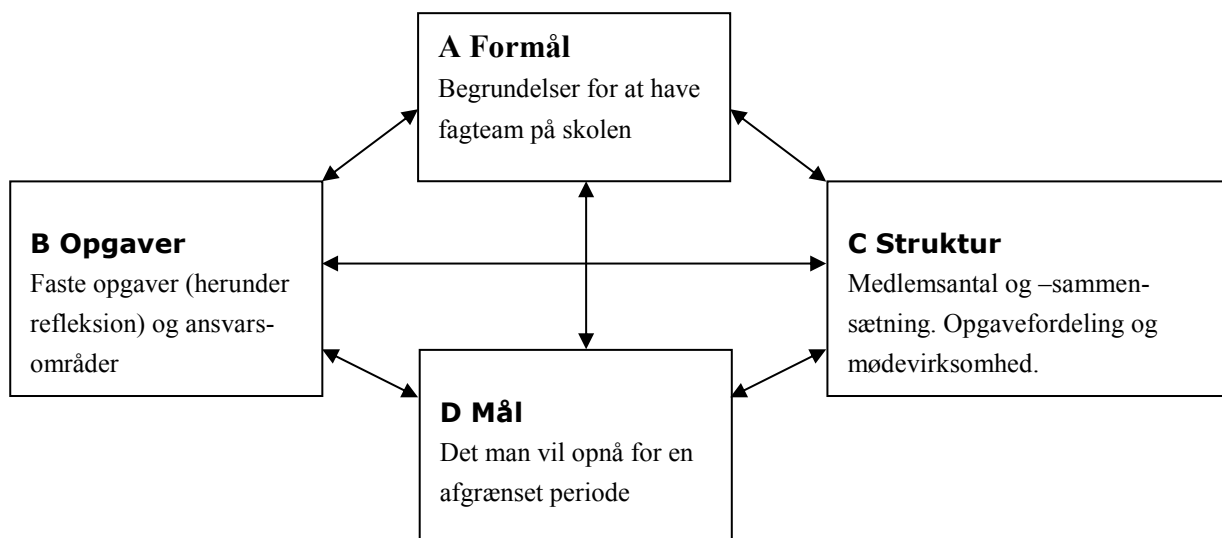 A Formål
Begrundelser for at have
fagteam på skolen
B Opgaver
Faste opgaver (herunder
refleksion) og ansvars-
områder
C Struktur
Medlemsantal og –sammen-
sætning. Opgavefordeling og
mødevirksomhed.
D Mål
Det man vil opnå for en
afgrænset periode